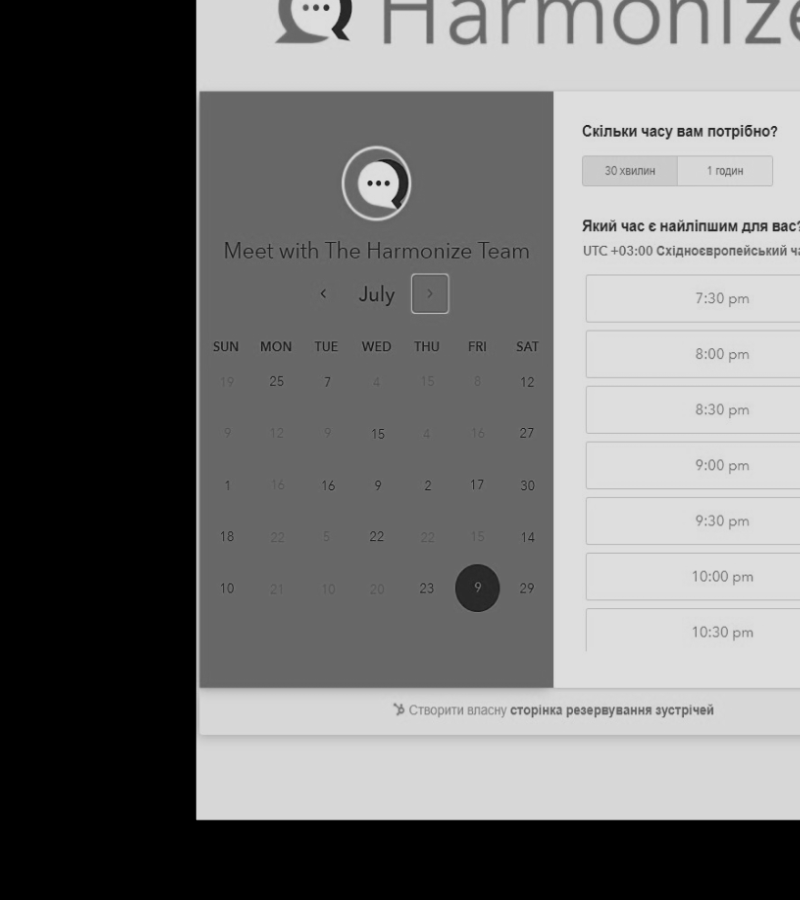 Harmonize
Meet with The Harmonize Team
July
SUN MON TUE WED THU FRI SAT
19 25 7 4 15 8 12
9 12 9 15 4 16 27
1 16 16 9 2 17 30
18 22 5 22 22 15 14
10 21 10 20 23 9 29
Скільки часу вам потрібно?
30 хвилин 1 годин
Який час є найліпшим для вас?
UTC +03:00 Східноєвропейський
7:30 pm
8:00 pm
8:30 pm
9:00 pm
9:30 pm
10:00 pm
10:30 pm
Створити власну сторінка резервування зустрічей